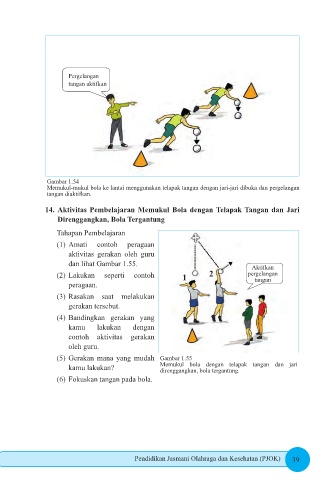 Pergelangan
tangan aktifkan
Gambar 1.54
Memukul-mukul bola ke lantai menggunakan telapak tangan dengan jari-jari dibuka dan pergelangan
tangan diaktifkan.
14. Aktivitas Pembelajaran Memukul Bola dengan Telapak Tangan dan Jari
Direnggangkan, Bola Tergantung
Tahapan Pembelajaran
(1) Amati contoh peragaan
aktivitas gerakan oleh guru
dan lihat Gambar 1.55.
(2) Lakukan seperti contoh
peragaan.
(3) Rasakan saat melakukan
gerakan tersebut.
(4) Bandingkan gerakan yang
kamu lakukan dengan
contoh aktivitas gerakan
oleh guru.
(5) Gerakan mana yang mudah
kamu lakukan?
(6) Fokuskan tangan pada bola.
1
2
Aktifkan
pergelangan
tangan
Gambar 1.55
Memukul bola dengan telapak tangan dan jari
direnggangkan, bola tergantung.
Pendidikan Jasmani Olahraga dan Kesehatan (PJOK) 39